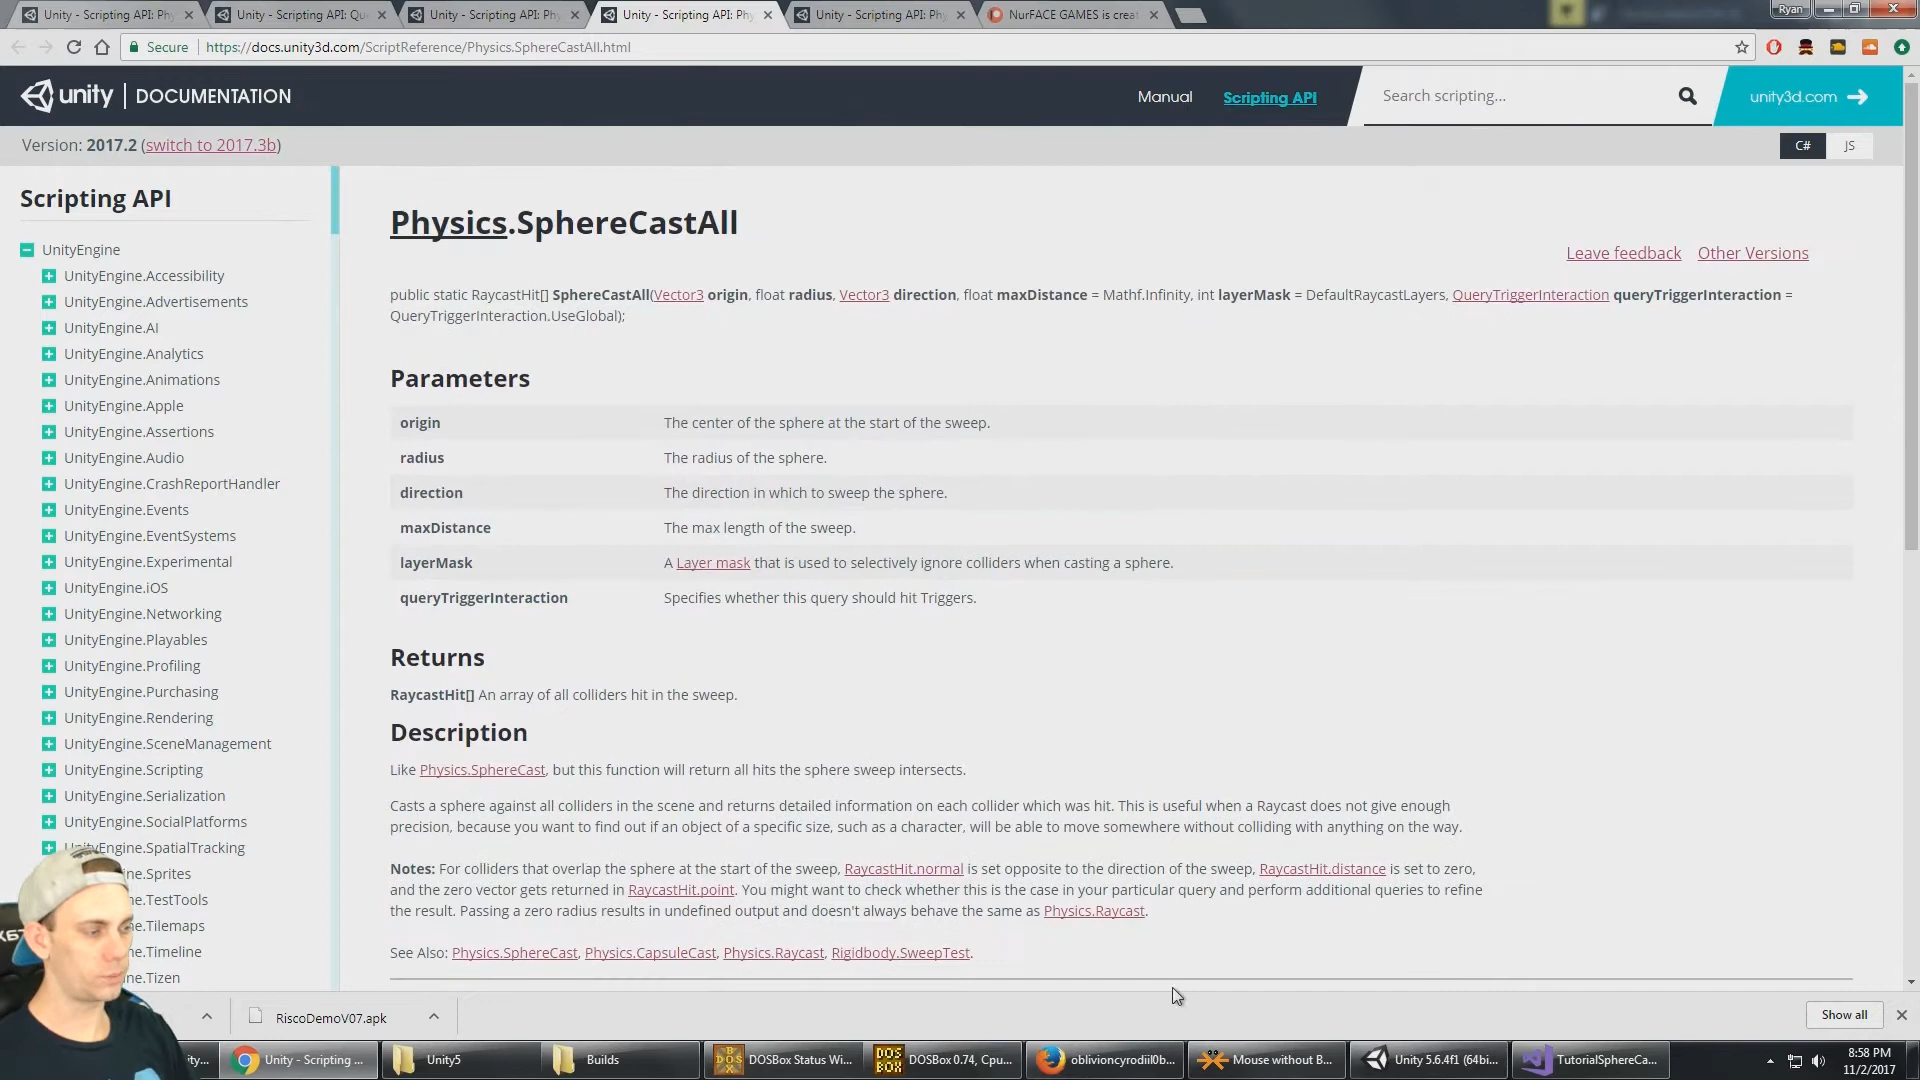 Unity - Scripting API: Phy
Unity - Scripting API: Qu
Unity - Scripting API: Phy
Unity - Scripting API: Phy
Unity - Scripting API: Phy
NurFACE GAMES is creat
Ryan
Secure
https://docs.unity3d.com/ScriptReference/Physics.SphereCastAll.html
unity | DOCUMENTATION
Manual
Scripting API
Search scripting...
unity3d.com
Version: 2017.2 (switch to 2017.3b)
C#
JS
Scripting API
UnityEngine
UnityEngine.Accessibility
UnityEngine.Advertisements
UnityEngine.AI
UnityEngine.Analytics
UnityEngine.Animations
UnityEngine.Apple
UnityEngine.Assertions
UnityEngine.Audio
UnityEngine.CrashReportHandler
UnityEngine.Events
UnityEngine.EventSystems
UnityEngine.Experimental
UnityEngine.iOS
UnityEngine.Networking
UnityEngine.Playables
UnityEngine.Profiling
UnityEngine.Purchasing
UnityEngine.Rendering
UnityEngine.SceneManagement
UnityEngine.Scripting
UnityEngine.Serialization
UnityEngine.SocialPlatforms
UnityEngine.SpatialTracking
ne.Sprites
ne.TestTools
ne.Tilemaps
ne.Timeline
ne.Tizen
Physics.SphereCastAll
Leave feedback
Other Versions
public static RaycastHit[] SphereCastAll(Vector3 origin, float radius, Vector3 direction, float maxDistance = Mathf.Infinity, int layerMask = DefaultRaycastLayers, QueryTriggerInteraction queryTriggerInteraction =
QueryTriggerInteraction.UseGlobal);
Parameters
origin The center of the sphere at the start of the sweep.
radius The radius of the sphere.
direction The direction in which to sweep the sphere.
maxDistance The max length of the sweep.
layerMask A Layer mask that is used to selectively ignore colliders when casting a sphere.
queryTriggerInteraction Specifies whether this query should hit Triggers.
Returns
RaycastHit[] An array of all colliders hit in the sweep.
Description
Like Physics.SphereCast, but this function will return all hits the sphere sweep intersects.
Casts a sphere against all colliders in the scene and returns detailed information on each collider which was hit. This is useful when a Raycast does not give enough
precision, because you want to find out if an object of a specific size, such as a character, will be able to move somewhere without colliding with anything on the way.
Notes: For colliders that overlap the sphere at the start of the sweep, RaycastHit.normal is set opposite to the direction of the sweep, RaycastHit.distance is set to zero,
and the zero vector gets returned in RaycastHit.point. You might want to check whether this is the case in your particular query and perform additional queries to refine
the result. Passing a zero radius results in undefined output and doesn't always behave the same as Physics.Raycast.
See Also: Physics.SphereCast, Physics.CapsuleCast, Physics.Raycast, Rigidbody.SweepTest.
RiscoDemoV07.apk
Show all
ity...
Unity - Scripting ...
Unity5
Builds
DOSBox Status Wi...
DOSBox 0.74, Cpu...
oblivioncyrodiil0b...
Mouse without B...
Unity 5.6.4f1 (64bi...
TutorialSphereCa...
8:58 PM
11/2/2017